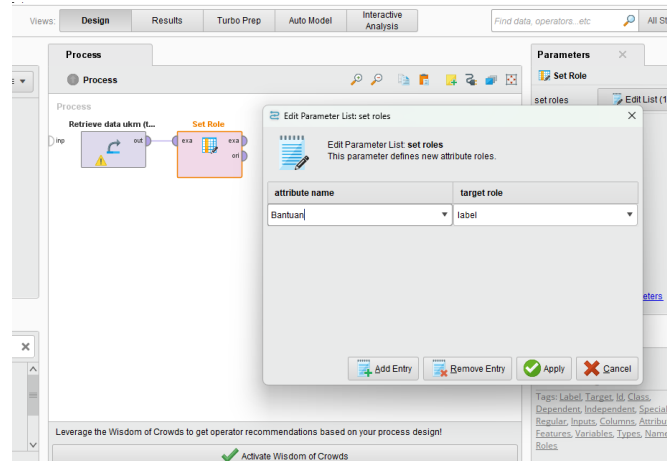 Views:
Design
Results
Turbo Prep
Auto Model
Interactive
Analysis
Find data, operators...etc
All St
Process
Process
Process
Retrieve data ukm (t...
Set Role
inp
out
exa
exa
ori
Parameters
Set Role
set roles
Edit List (1
Edit Parameter List: set roles
Edit Parameter List: set roles
This parameter defines new attribute roles.
attribute name
target role
Bantuan
label
Add Entry
Remove Entry
Apply
Cancel
eters
Tags: Label, Target, Id, Class,
Dependent, Independent, Special
Regular, Inputs, Columns, Attribu
Features, Variables, Types, Name
Roles
Leverage the Wisdom of Crowds to get operator recommendations based on your process design!
Activate Wisdom of Crowds